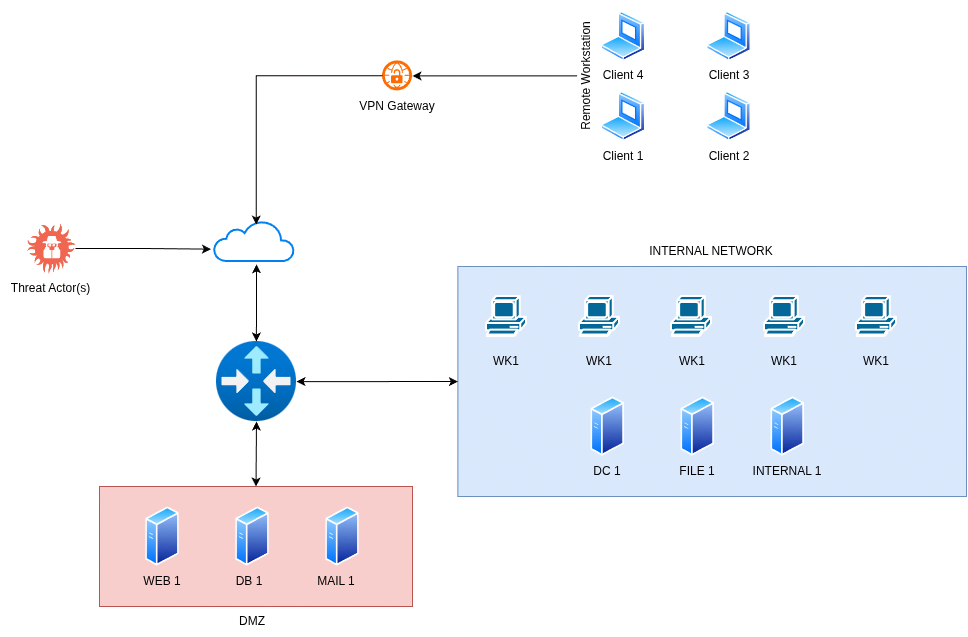 Remote Workstation
Client 4
Client 3
Client 1
Client 2
VPN Gateway
Threat Actor(s)
INTERNAL NETWORK
WK1
WK1
WK1
WK1
WK1
DC 1
FILE 1
INTERNAL 1
WEB 1
DB 1
MAIL 1
DMZ